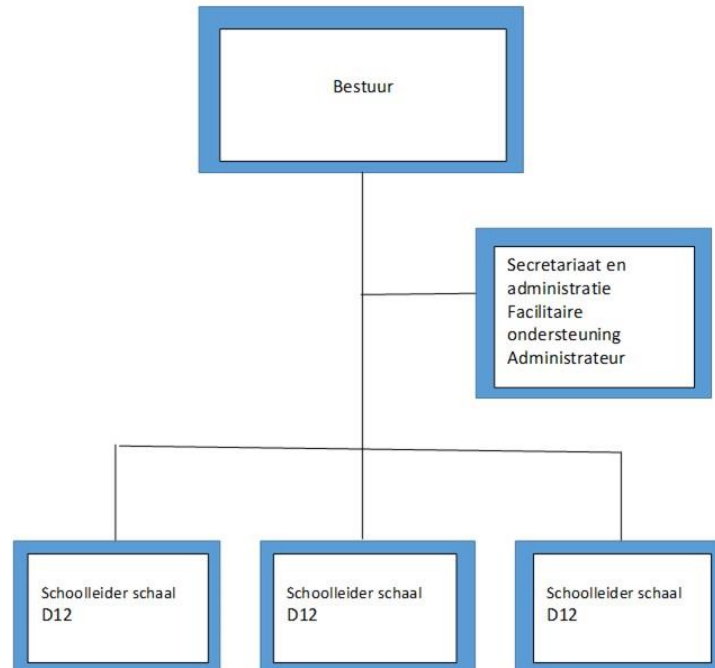 Bestuur
Secretariaat en
administratie
Facilitaire
ondersteuning
Administrateur
Schoolleider schaal
D12
Schoolleider schaal
D12
Schoolleider schaal
D12